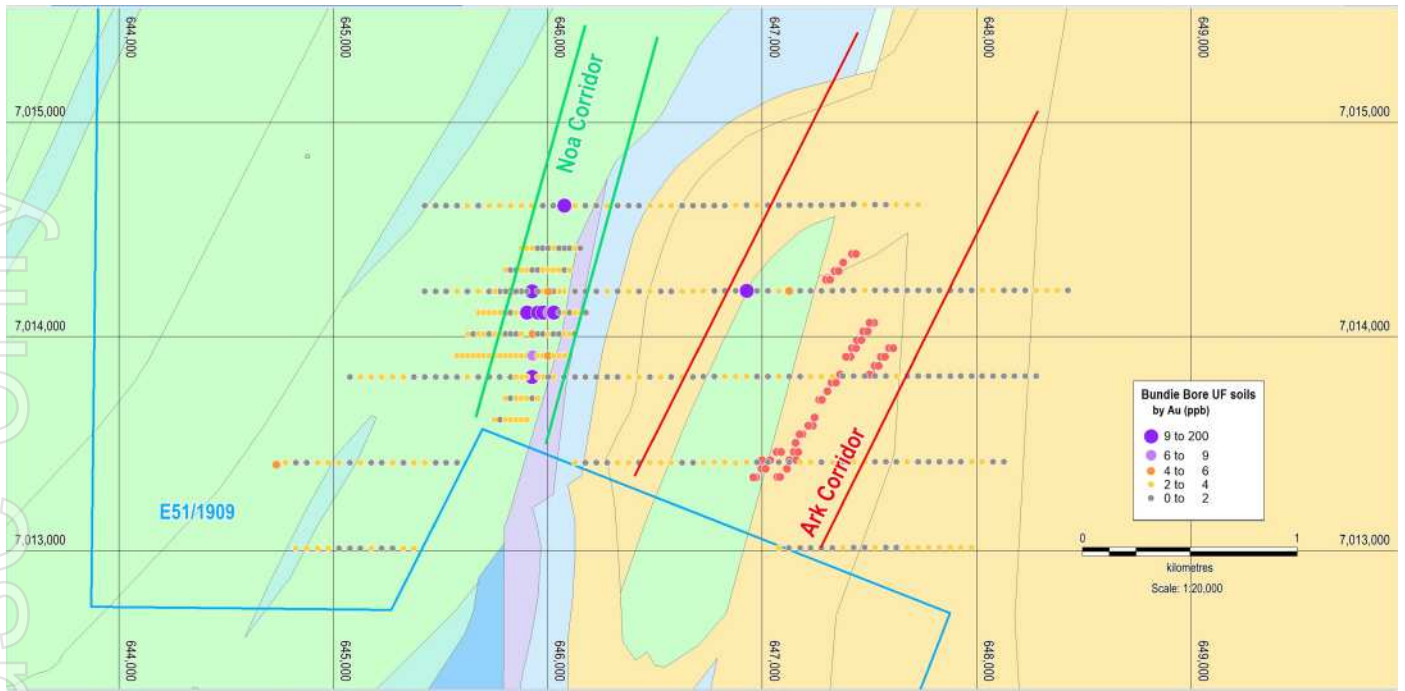 644,000
645,000
646,000
647,000
648,000
649,000
7,015,000
7,015,000
Noa Corridor
7,014,000
7,014,000
Bundie Bore UF soils
by Au (ppb)
9 to 200
6 to 9
4 to 6
2 to 4
0 to 2
Ark Corridor
E51/1909
7,013,000
7,013,000
0 1
kilometres
Scale: 1:20,000
644,000
645,000
646,000
647,000
648,000
649,000